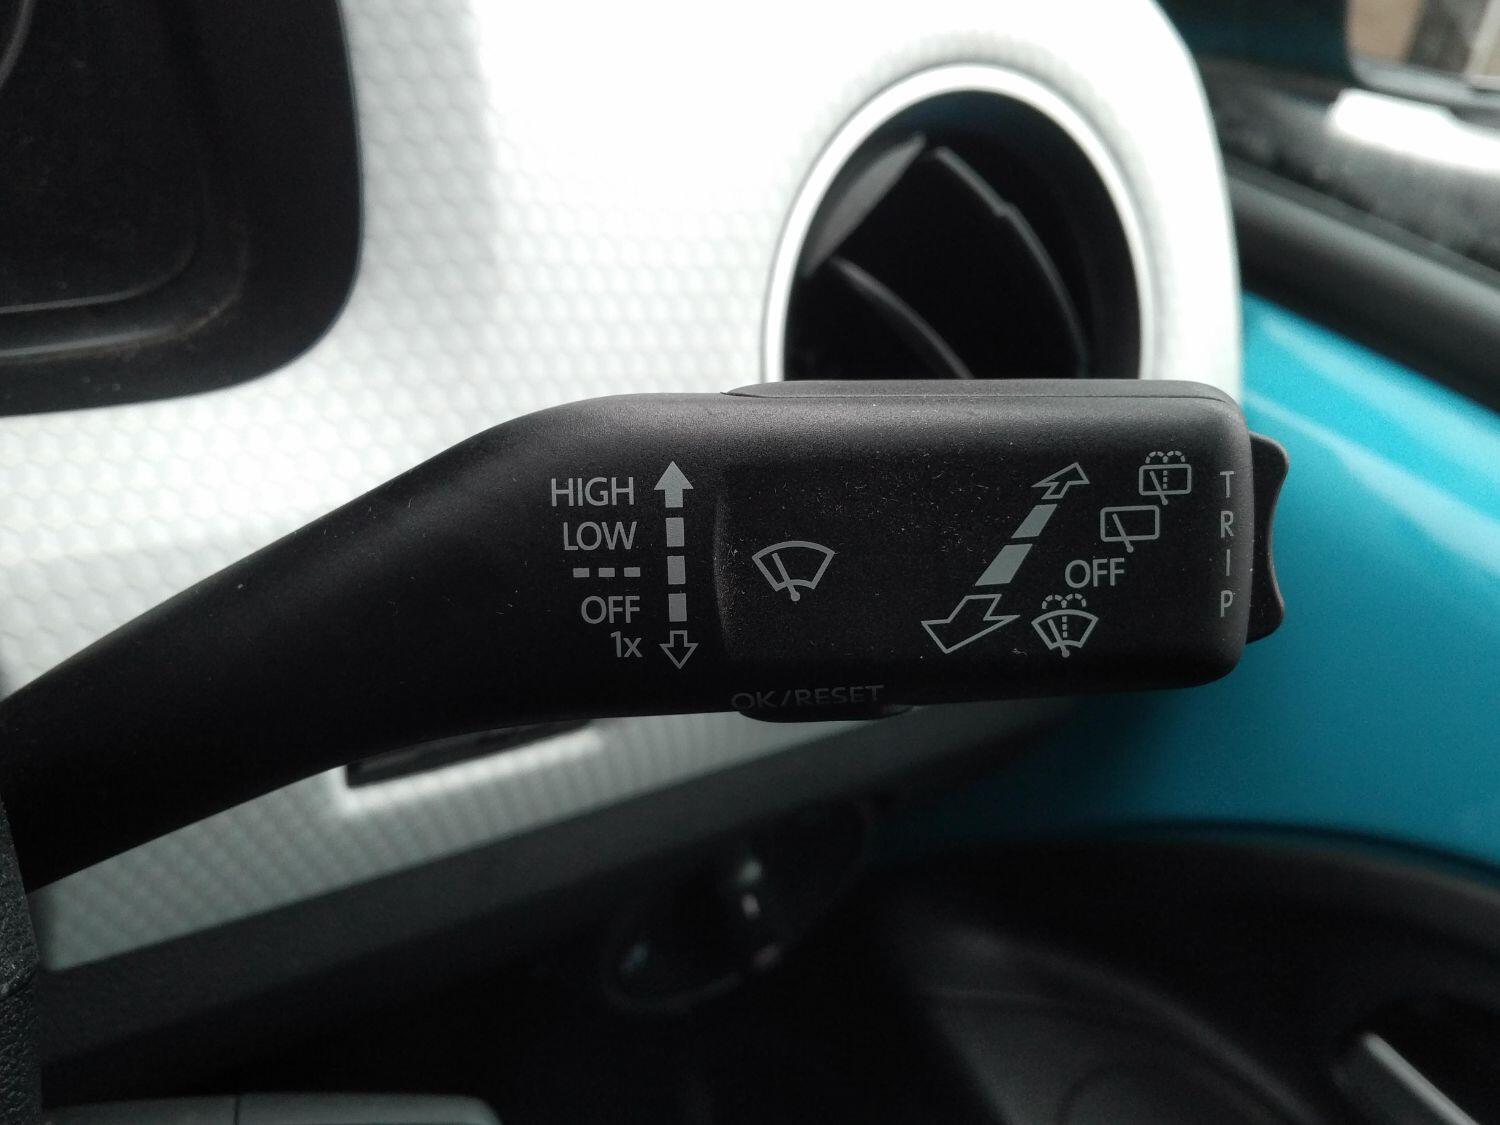 HIGH
LOW
---
OFF
1x
OFF
TRIP
OK/RESET